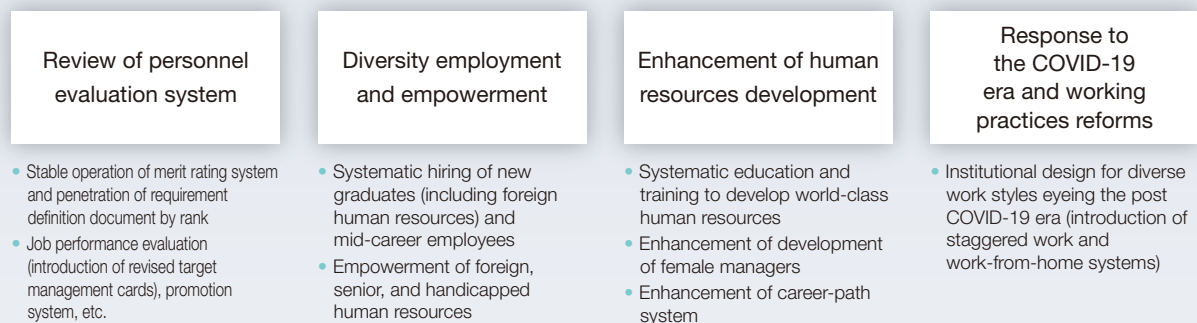 Review of personnel
evaluation system
• Stable operation of merit rating system
and penetration of requirement
definition document by rank
• Job performance evaluation
(introduction of revised target
management cards), promotion
system, etc.
Diversity employment
and empowerment
• Systematic hiring of new
graduates (including foreign
human resources) and
mid-career employees
• Empowerment of foreign,
senior, and handicapped
human resources
Enhancement of human
resources development
• Systematic education and
training to develop world-class
human resources
• Enhancement of development
of female managers
• Enhancement of career-path
system
Response to
the COVID-19
era and working
practices reforms
• Institutional design for diverse
work styles eyeing the post
COVID-19 era (introduction of
staggered work and
work-from-home systems)